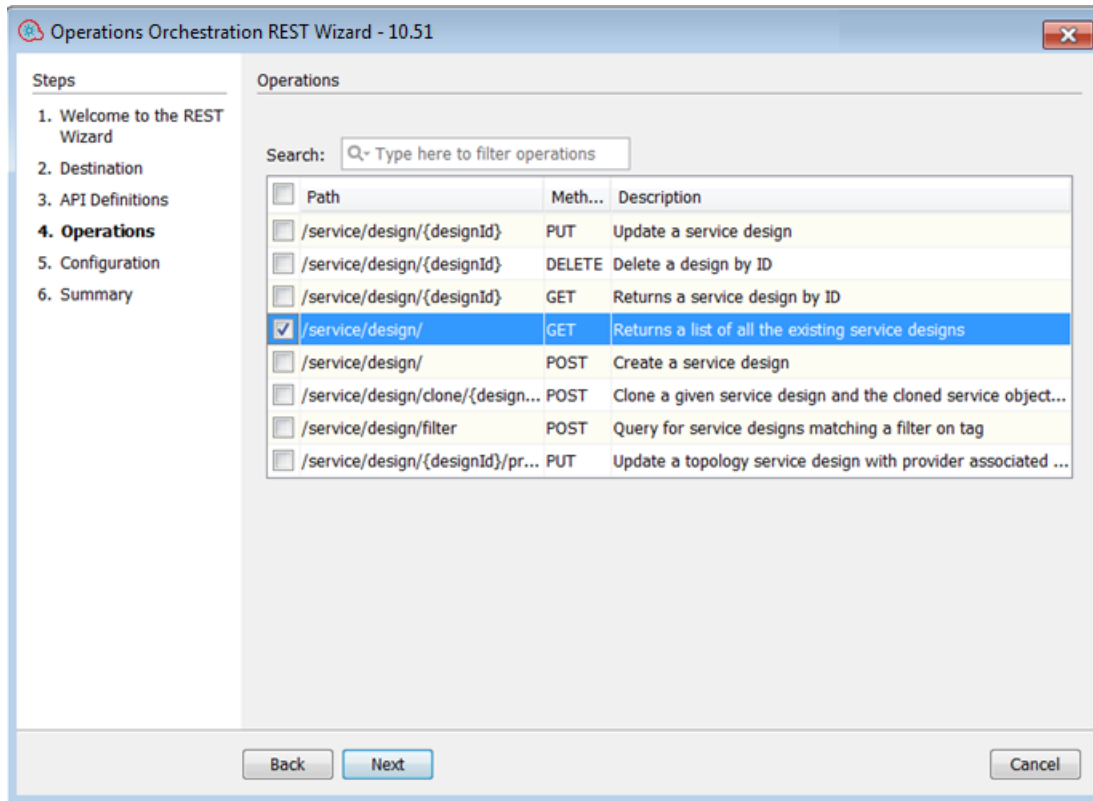 Operations Orchestration REST Wizard - 10.51
Steps
1. Welcome to the REST
Wizard
2. Destination
3. API Definitions
4. Operations
5. Configuration
6. Summary
Operations
Search: Type here to filter operations
Path Meth... Description
/service/design/{designId} PUT Update a service design
/service/design/{designId} DELETE Delete a design by ID
/service/design/{designId} GET Returns a service design by ID
/service/design/ GET Returns a list of all the existing service designs
/service/design/ POST Create a service design
/service/design/clone/{design... POST Clone a given service design and the cloned service object...
/service/design/filter POST Query for service designs matching a filter on tag
/service/design/{designId}/pr... PUT Update a topology service design with provider associated ...
Back Next Cancel